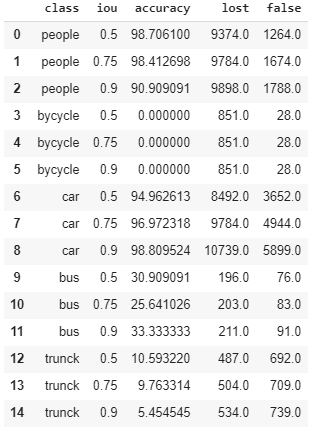 class iou accuracy lost false
0 people 0.5 98.706100 9374.0 1264.0
1 people 0.75 98.412698 9784.0 1674.0
2 people 0.9 90.909091 9898.0 1788.0
3 bycycle 0.5 0.000000 851.0 28.0
4 bycycle 0.75 0.000000 851.0 28.0
5 bycycle 0.9 0.000000 851.0 28.0
6 car 0.5 94.962613 8492.0 3652.0
7 car 0.75 96.972318 9784.0 4944.0
8 car 0.9 98.809524 10739.0 5899.0
9 bus 0.5 30.909091 196.0 76.0
10 bus 0.75 25.641026 203.0 83.0
11 bus 0.9 33.333333 211.0 91.0
12 trunck 0.5 10.593220 487.0 692.0
13 trunck 0.75 9.763314 504.0 709.0
14 trunck 0.9 5.454545 534.0 739.0